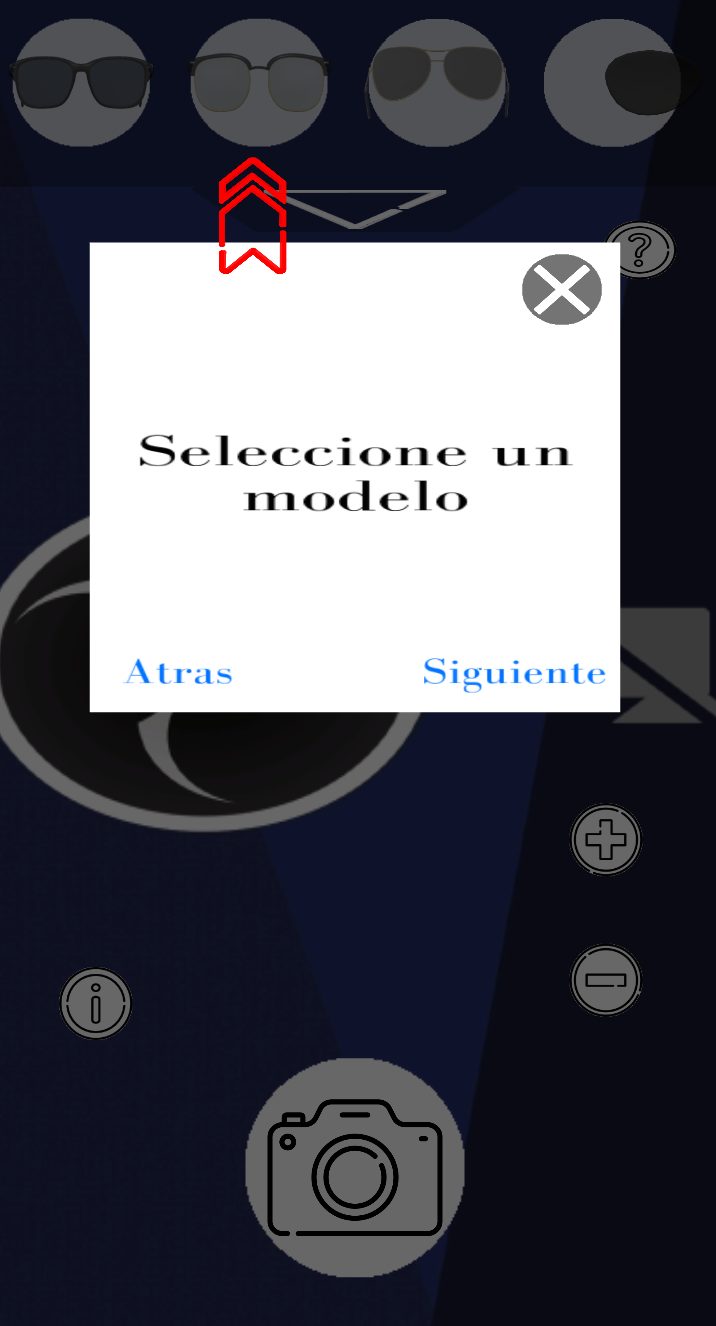 Seleccione un
modelo
Atras
Siguiente